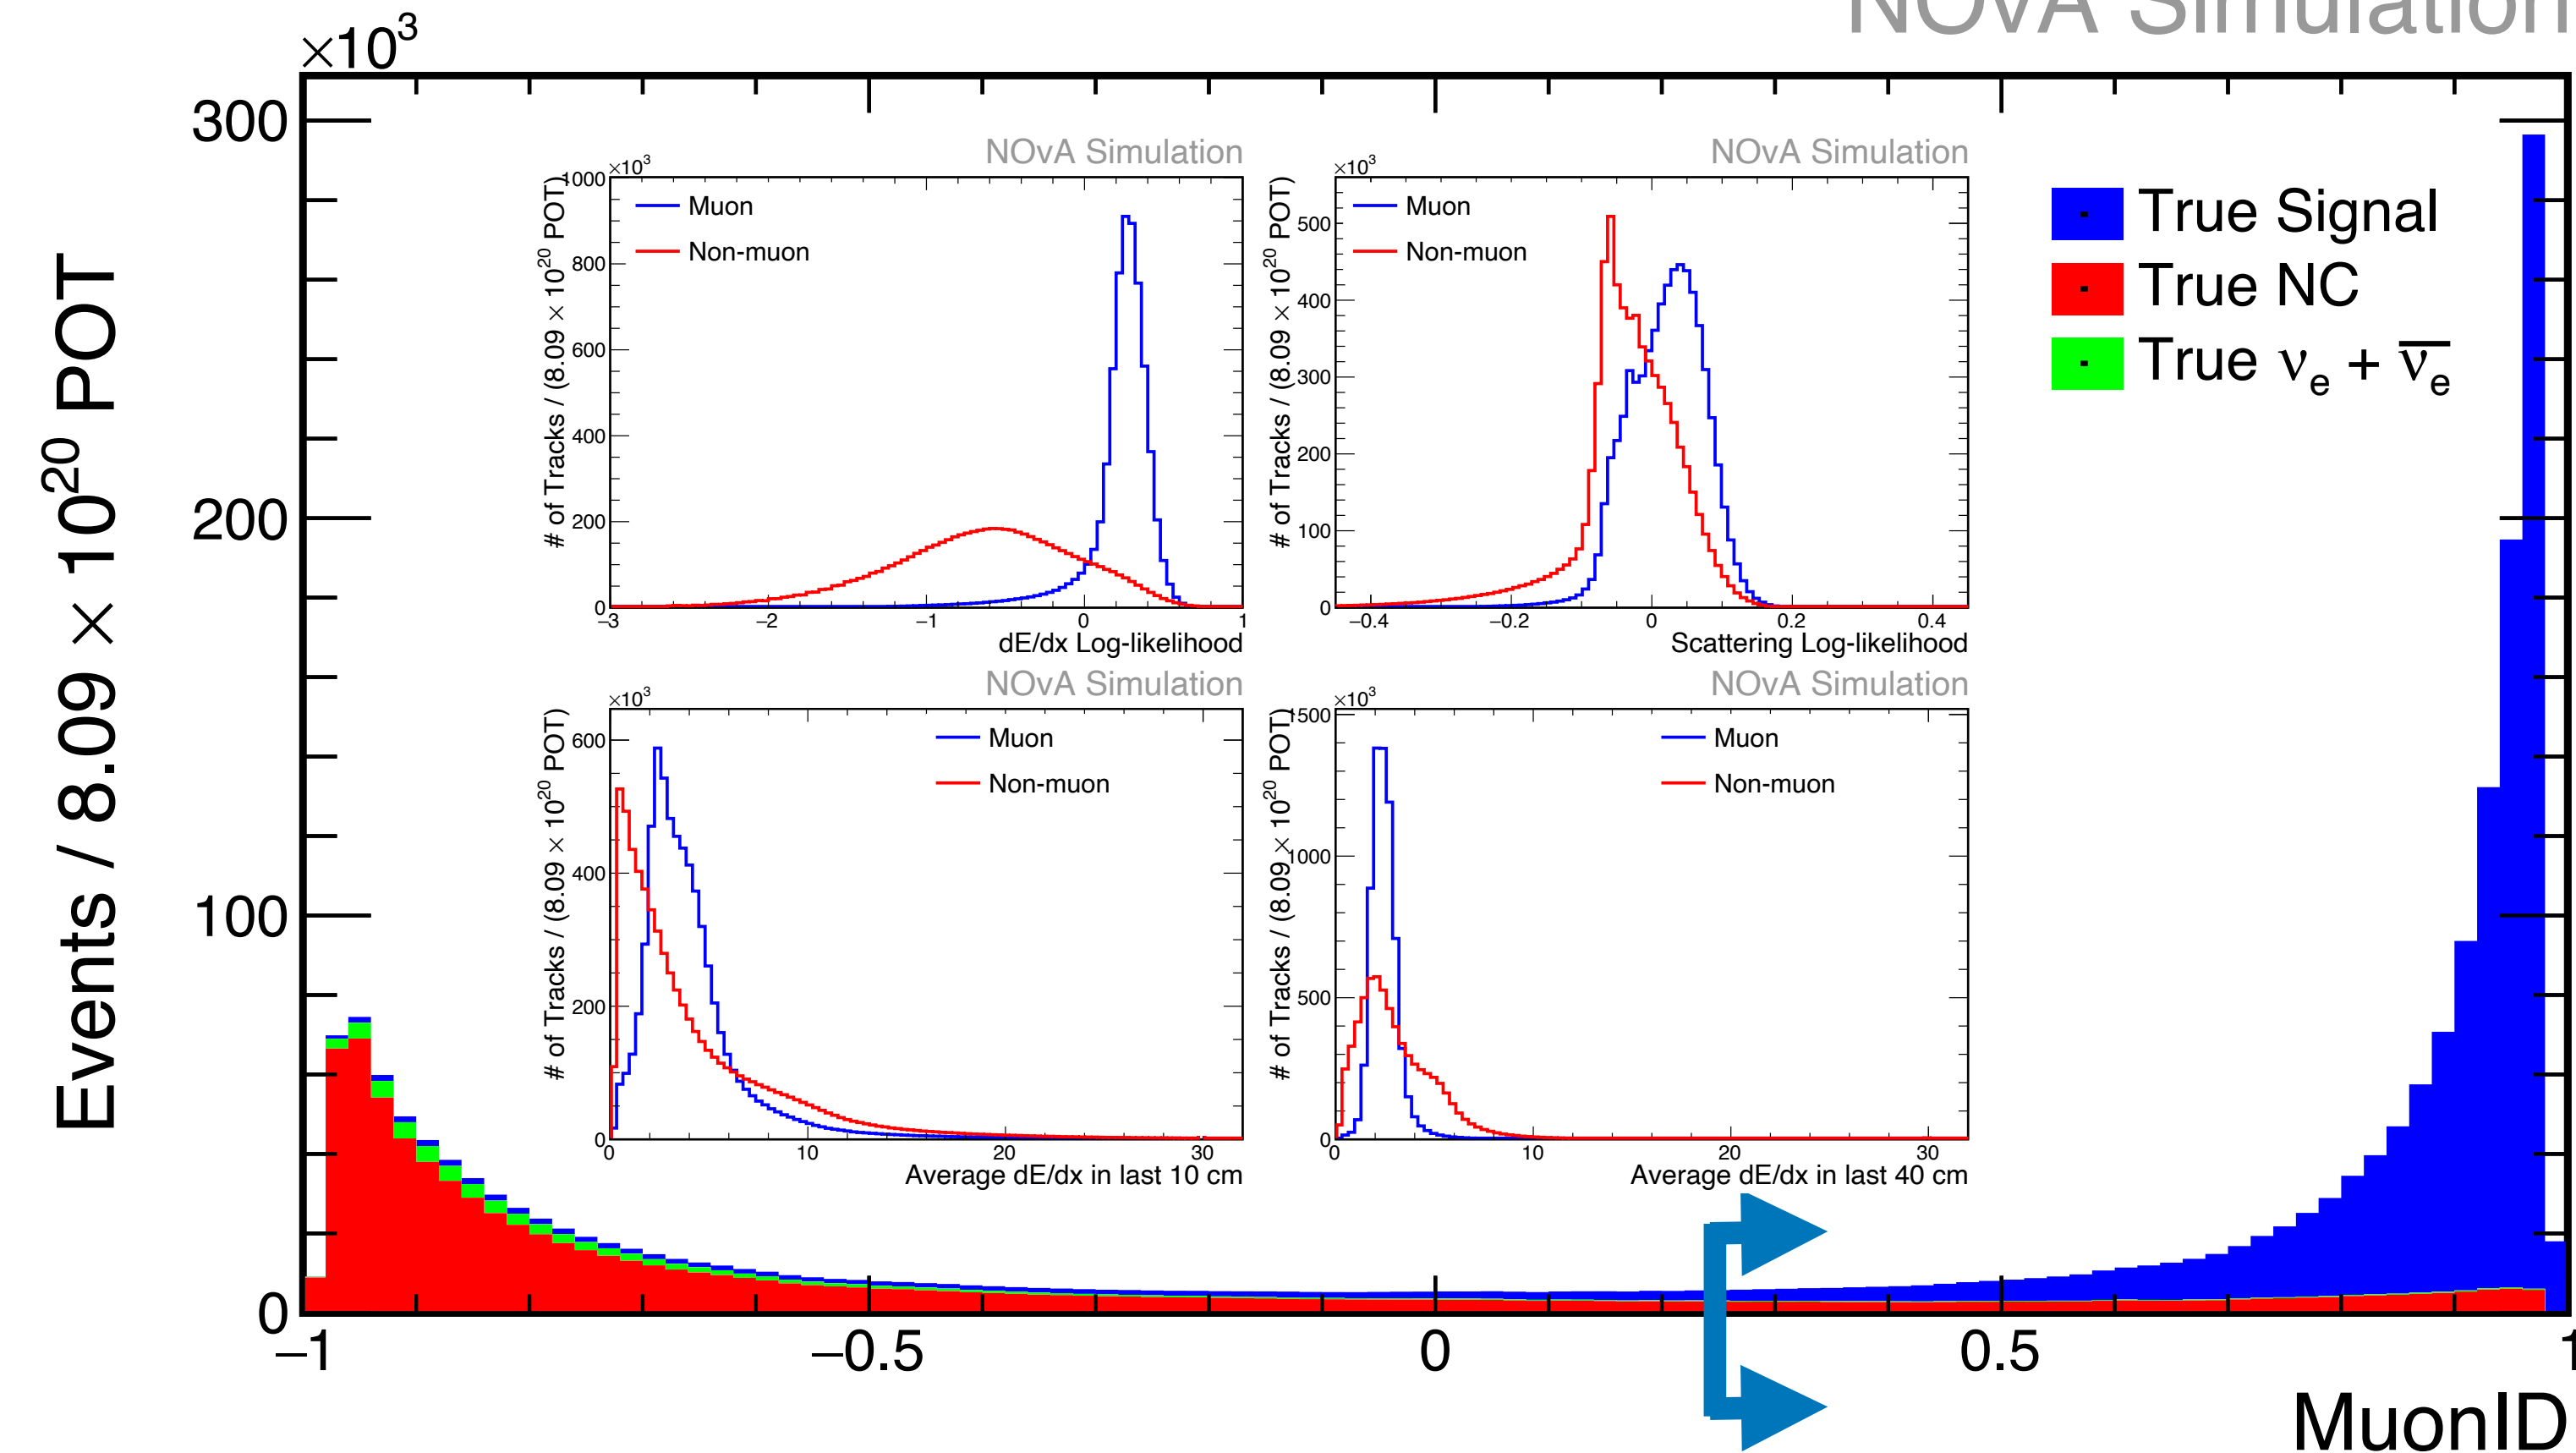 NOvA Simulation
×10³
Events / 8.09 × 10²⁰ POT
300
200
100
0
True Signal
True NC
True νₑ + ν̅ₑ
NOvA Simulation
×10³
# of Tracks / (8.09 × 10²⁰ POT)
1000
800
600
400
200
0
Muon
Non-muon
−3 −2 −1 0 1
dE/dx Log-likelihood
NOvA Simulation
×10³
# of Tracks / (8.09 × 10²⁰ POT)
500
400
300
200
100
0
Muon
Non-muon
−0.4 −0.2 0 0.2 0.4
Scattering Log-likelihood
NOvA Simulation
×10³
# of Tracks / (8.09 × 10²⁰ POT)
600
400
200
0
Muon
Non-muon
0 10 20 30
Average dE/dx in last 10 cm
NOvA Simulation
×10³
# of Tracks / (8.09 × 10²⁰ POT)
1500
1000
500
0
Muon
Non-muon
0 10 20 30
Average dE/dx in last 40 cm
−1 −0.5 0 0.5 1
MuonID